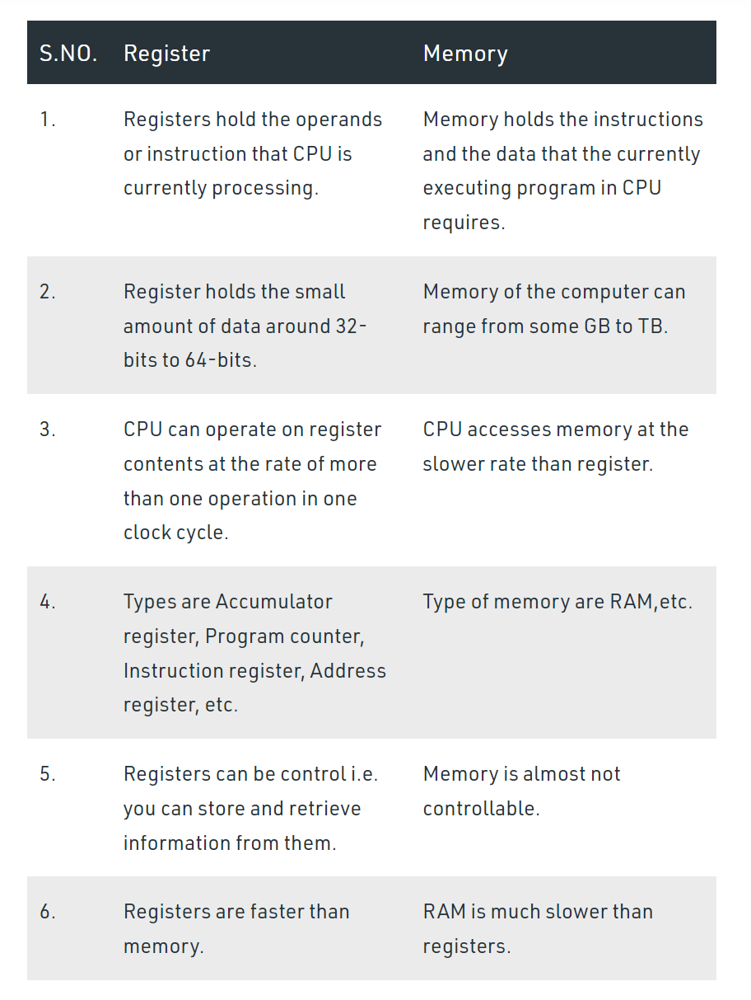 S.NO. Register Memory
1. Registers hold the operands Memory holds the instructions
or instruction that CPU is and the data that the currently
currently processing. executing program in CPU
requires.
2. Register holds the small Memory of the computer can
amount of data around 32- range from some GB to TB.
bits to 64-bits.
3. CPU can operate on register CPU accesses memory at the
contents at the rate of more slower rate than register.
than one operation in one
clock cycle.
4. Types are Accumulator Type of memory are RAM,etc.
register, Program counter,
Instruction register, Address
register, etc.
5. Registers can be control i.e. Memory is almost not
you can store and retrieve controllable.
information from them.
6. Registers are faster than RAM is much slower than
memory. registers.